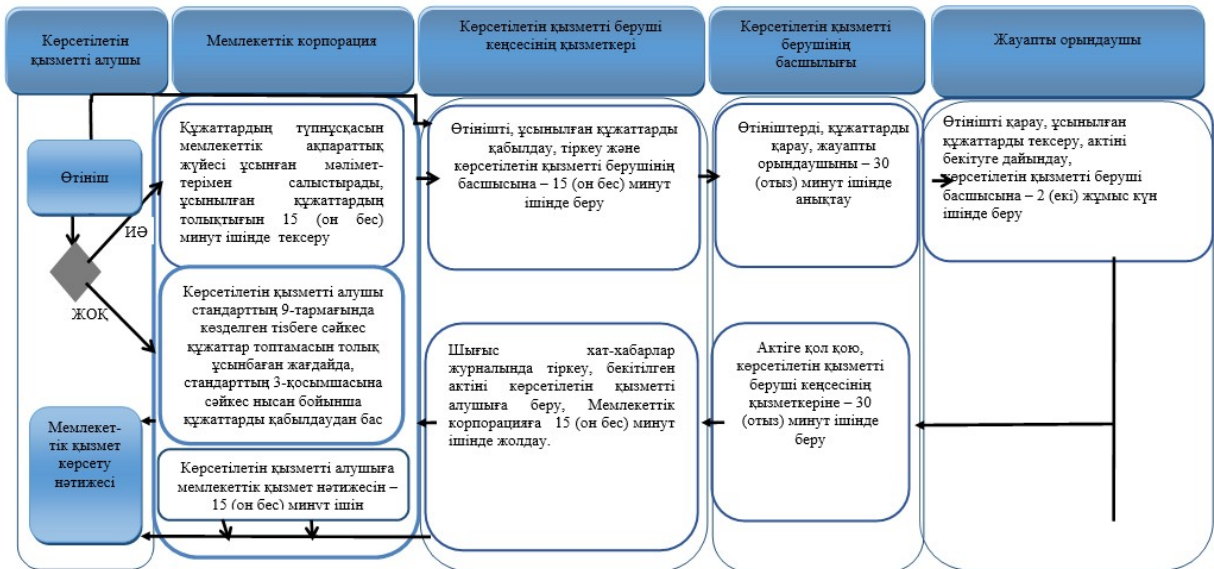 Көрсетілетін
қызметті алушы
Мемлекеттік корпорация
Көрсетілетін қызметті беруші
кеңсесінің қызметкері
Көрсетілетін қызметті
берушінің
басшылығы
Жауапты орындаушы
Өтініш
ИӘ
ЖОҚ
Мемлекет-
тік қызмет
көрсету
нәтижесі
Құжаттардың түпнұсқасын
мемлекеттік ақпараттық
жүйесі ұсынған мәлімет-
терімен салыстырады,
ұсынылған құжаттардың
толықтығын 15 (он бес)
минут ішінде тексеру
Көрсетілетін қызметті алушы
стандарттың 9-тармағында
көзделген тізбеге сәйкес
құжаттар топтамасын толық
ұсынбаған жағдайда,
стандарттың 3-қосымшасына
сәйкес нысан бойынша
құжаттарды қабылдаудан бас
Көрсетілетін қызметті алушыға
мемлекеттік қызмет нәтижесін –
15 (он бес) минут ішін
Өтінішті, ұсынылған құжаттарды
қабылдау, тіркеу және
көрсетілетін қызметті берушінің
басшысына – 15 (он бес) минут
ішінде беру
Шығыс хат-хабарлар
журналында тіркеу, бекітілген
актіні көрсетілетін қызметті
алушыға беру, Мемлекеттік
корпорацияға 15 (он бес) минут
ішінде жолдау.
Өтініштерді, құжаттарды
қарау, жауапты
орындаушыны – 30
(отыз) минут ішінде
анықтау
Актіге қол қою,
көрсетілетін қызметті
беруші кеңсесінің
қызметкеріне – 30
(отыз) минут ішінде
беру
Өтінішті қарау, ұсынылған
құжаттарды тексеру, актіні
бекітуге дайындау,
көрсетілетін қызметті беруші
басшысына – 2 (екі) жұмыс күн
ішінде беру